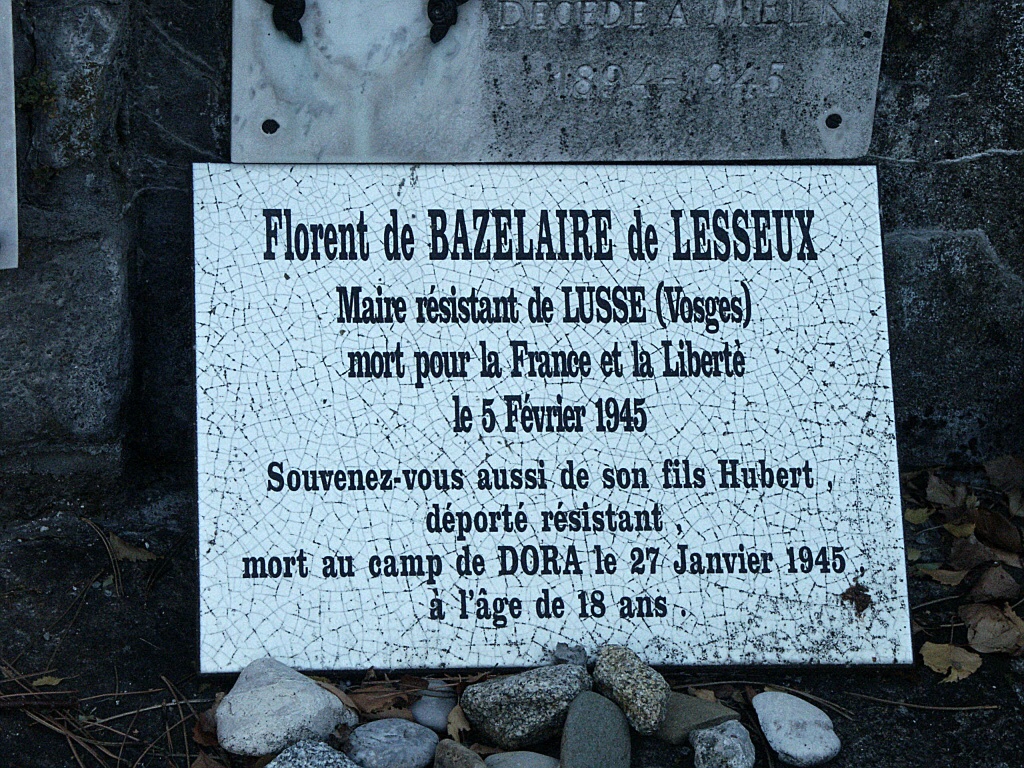 DÉCÉDÉ A MELK
1894-1945
Florent de BAZELAIRE de LESSEUX
Maire résistant de LUSSE (Vosges)
mort pour la France et la Liberté
le 5 Février 1945
Souvenez-vous aussi de son fils Hubert ,
déporté résistant ,
mort au camp de DORA le 27 Janvier 1945 ,
à l'âge de 18 ans .